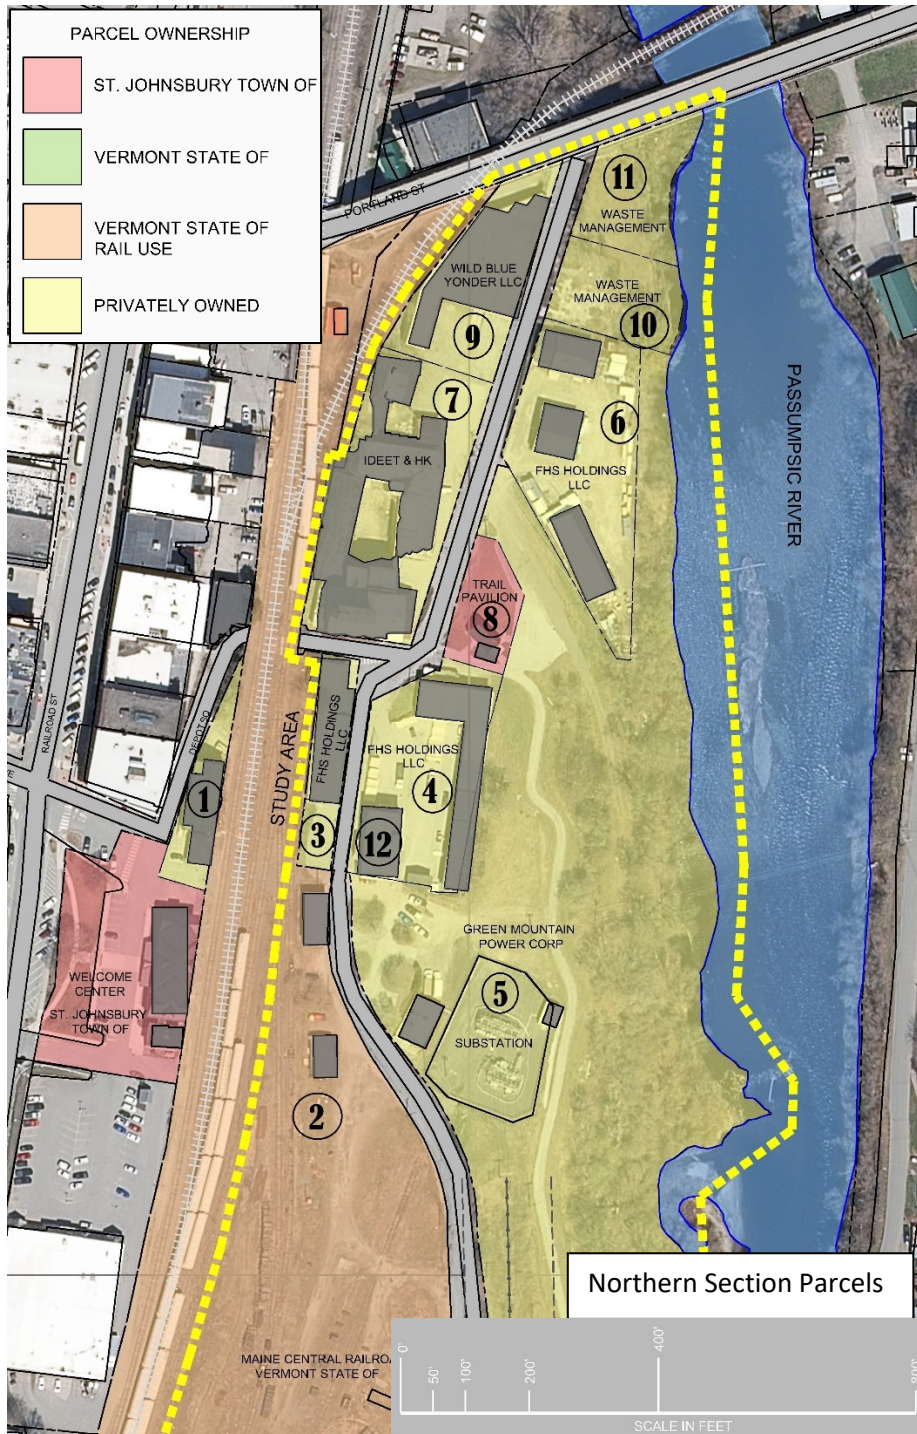 PARCEL OWNERSHIP
ST. JOHNSBURY TOWN OF
VERMONT STATE OF
VERMONT STATE OF
RAIL USE
PRIVATELY OWNED
PORTLAND ST
11
WASTE
MANAGEMENT
WILD BLUE
YONDER LLC
WASTE
MANAGEMENT
10
9
7
6
IDEET & HK
FHS HOLDINGS
LLC
PASSUMPSIC RIVER
TRAIL
PAVILION
8
RAILROAD ST
DEPOT SQ
1
STUDY AREA
FHS HOLDINGS
LLC
3
FHS HOLDINGS
LLC
4
12
GREEN MOUNTAIN
POWER CORP
5
SUBSTATION
WELCOME
CENTER
ST. JOHNSBURY
TOWN OF
2
Northern Section Parcels
MAINE CENTRAL RAILROA
VERMONT STATE OF
0'
50'
100'
200'
400'
800'
SCALE IN FEET